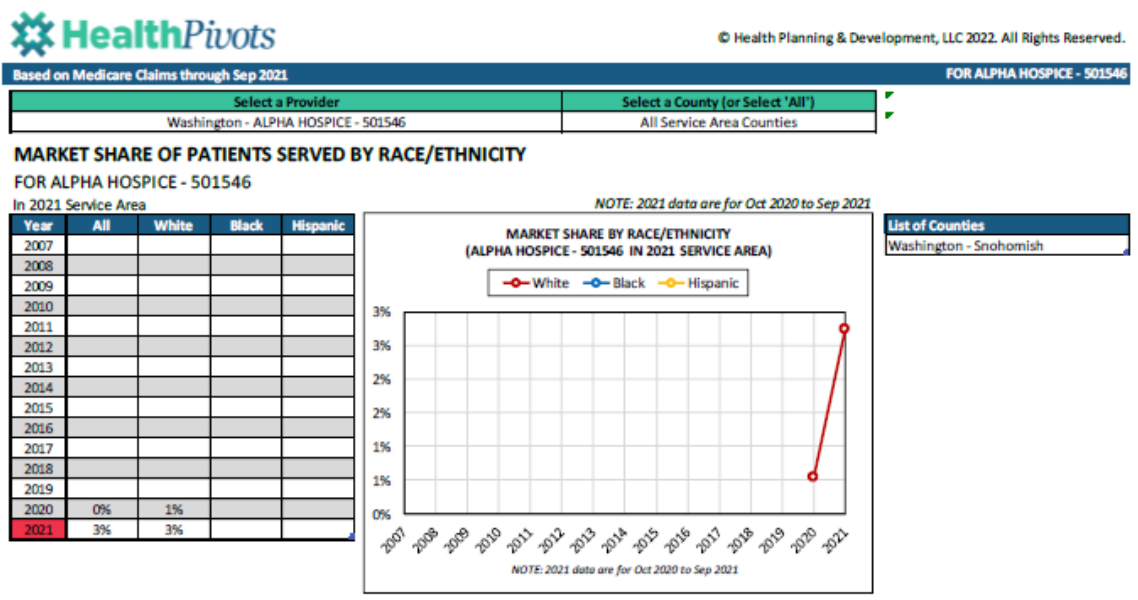 HealthPivots
© Health Planning & Development, LLC 2022. All Rights Reserved.
Based on Medicare Claims through Sep 2021 FOR ALPHA HOSPICE - 501546
Select a Provider Select a County (or Select 'All')
Washington - ALPHA HOSPICE - 501546 All Service Area Counties
MARKET SHARE OF PATIENTS SERVED BY RACE/ETHNICITY
FOR ALPHA HOSPICE - 501546
In 2021 Service Area
NOTE: 2021 data are for Oct 2020 to Sep 2021
Year All White Black Hispanic
2007
2008
2009
2010
2011
2012
2013
2014
2015
2016
2017
2018
2019
2020 0% 1%
2021 3% 3%
MARKET SHARE BY RACE/ETHNICITY
(ALPHA HOSPICE - 501546 IN 2021 SERVICE AREA)
White Black Hispanic
3%
3%
2%
2%
1%
1%
0%
2007 2008 2009 2010 2011 2012 2013 2014 2015 2016 2017 2018 2019 2020 2021
NOTE: 2021 data are for Oct 2020 to Sep 2021
List of Counties
Washington - Snohomish